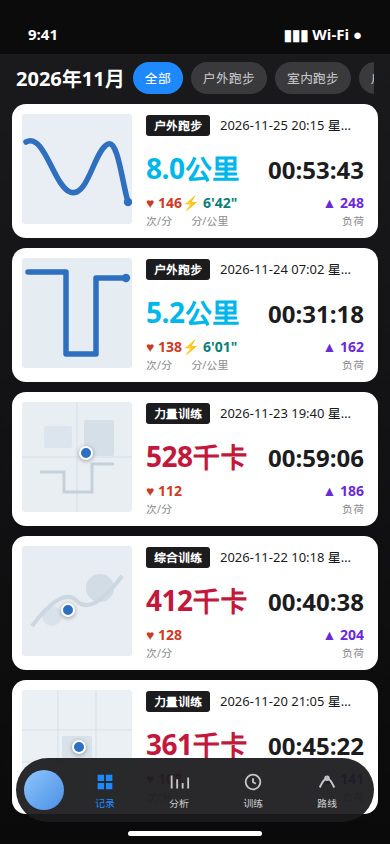 9:41 Wi-Fi
2026年11月 全部 户外跑步 室内跑步
户外跑步 2026-11-25 20:15 星...
8.0公里 00:53:43
♥ 146 ⚡ 6'42" ▲ 248
次/分 分/公里 负荷
户外跑步 2026-11-24 07:02 星...
5.2公里 00:31:18
♥ 138 ⚡ 6'01" ▲ 162
次/分 分/公里 负荷
力量训练 2026-11-23 19:40 星...
528千卡 00:59:06
♥ 112 ▲ 186
次/分 负荷
综合训练 2026-11-22 10:18 星...
412千卡 00:40:38
♥ 128 ▲ 204
次/分 负荷
力量训练 2026-11-20 21:05 星...
361千卡 00:45:22
记录 分析 训练 路线